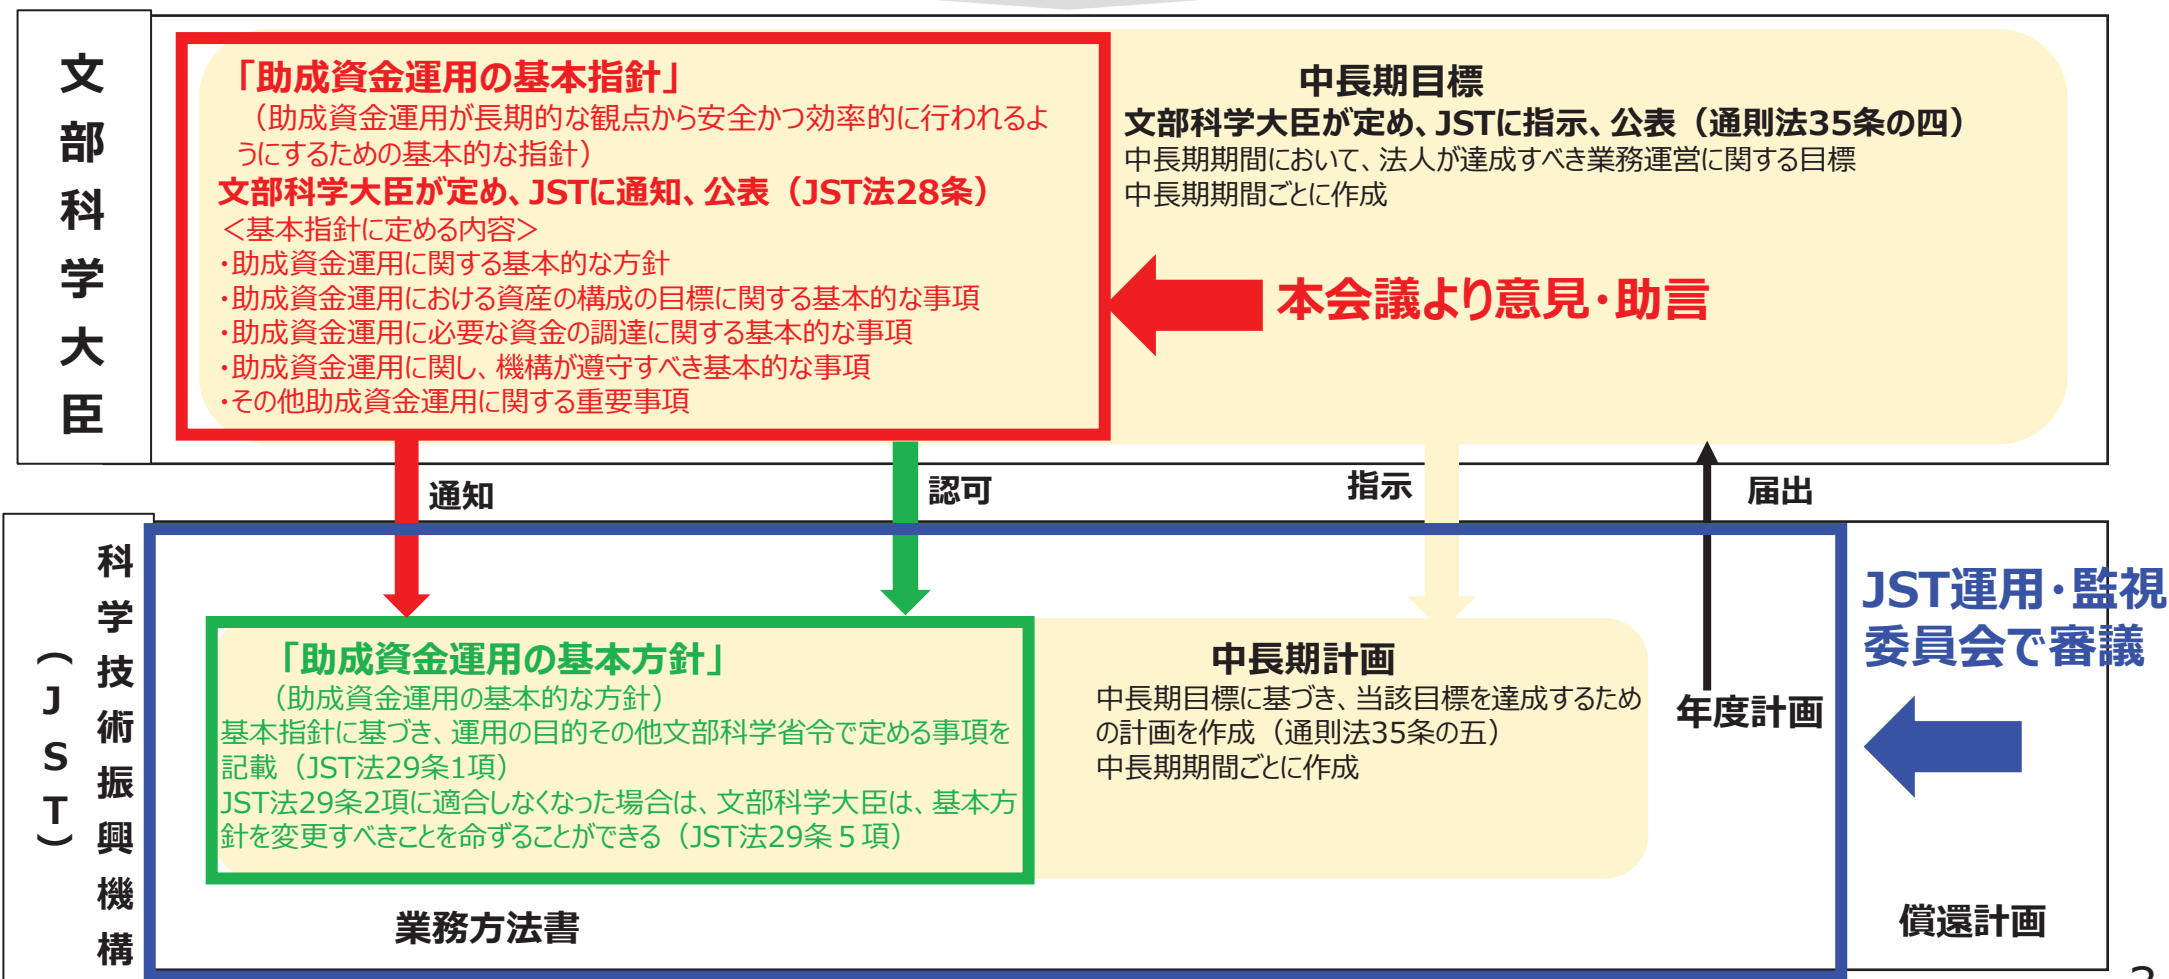 文部科学大臣
「助成資金運用の基本指針」
（助成資金運用が長期的な観点から安全かつ効率的に行われるよ
うにするための基本的な指針）
文部科学大臣が定め、JSTに通知、公表（JST法28条）
＜基本指針に定める内容＞
・助成資金運用に関する基本的な方針
・助成資金運用における資産の構成の目標に関する基本的な事項
・助成資金運用に必要な資金の調達に関する基本的な事項
・助成資金運用に関し、機構が遵守すべき基本的な事項
・その他助成資金運用に関する重要事項
中長期目標
文部科学大臣が定め、JSTに指示、公表（通則法35条の四）
中長期期間において、法人が達成すべき業務運営に関する目標
中長期期間ごとに作成
本会議より意見・助言
通知
認可
指示
届出
科学技術振興機構
（JST）
「助成資金運用の基本方針」
（助成資金運用の基本的な方針）
基本指針に基づき、運用の目的その他文部科学省令で定める事項を
記載（JST法29条1項）
JST法29条2項に適合しなくなった場合は、文部科学大臣は、基本方
針を変更すべきことを命ずることができる（JST法29条５項）
中長期計画
中長期目標に基づき、当該目標を達成するため
の計画を作成（通則法35条の五）
中長期期間ごとに作成
年度計画
JST運用・監視
委員会で審議
業務方法書
償還計画